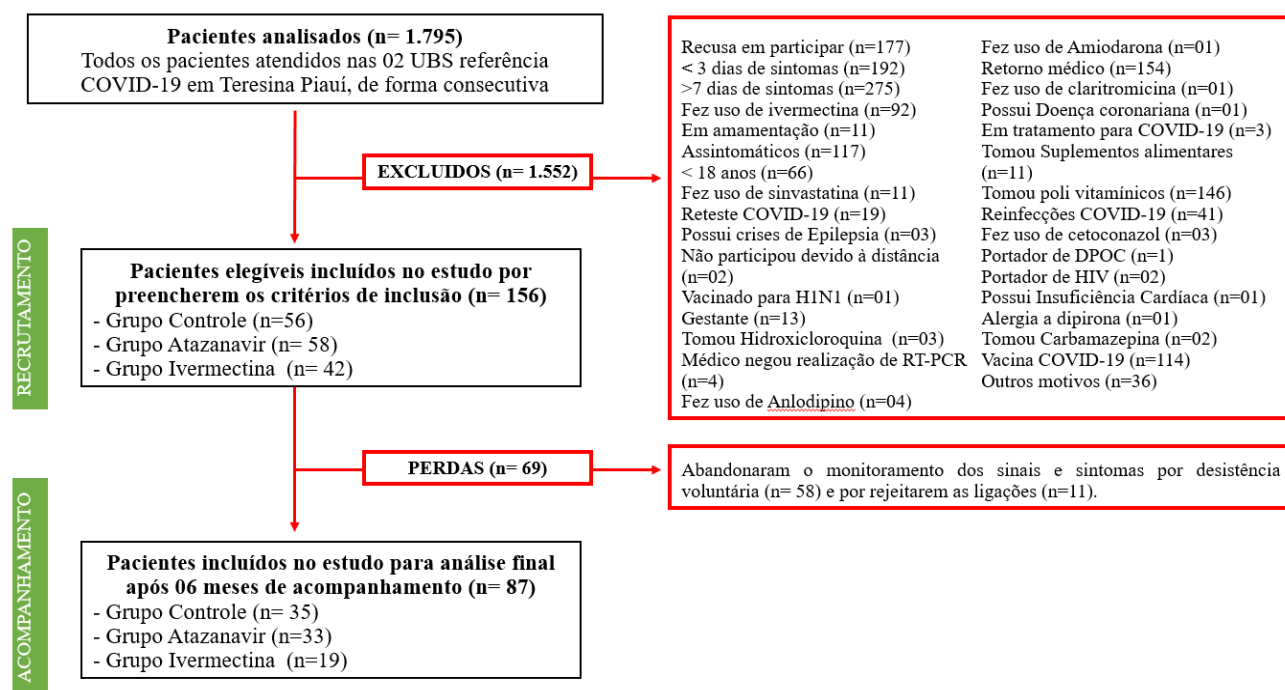 Pacientes analisados (n= 1.795)
Todos os pacientes atendidos nas 02 UBS referência
COVID-19 em Teresina Piauí, de forma consecutiva
EXCLUIDOS (n= 1.552)
Recusa em participar (n=177)
< 3 dias de sintomas (n=192)
>7 dias de sintomas (n=275)
Fez uso de ivermectina (n=92)
Em amamentação (n=11)
Assintomáticos (n=117)
< 18 anos (n=66)
Fez uso de sinvastatina (n=11)
Reteste COVID-19 (n=19)
Possui crises de Epilepsia (n=03)
Não participou devido à distância
(n=02)
Vacinado para H1N1 (n=01)
Gestante (n=13)
Tomou Hidroxicloroquina (n=03)
Médico negou realização de RT-PCR
(n=4)
Fez uso de Anlodipino (n=04)
Fez uso de Amiodarona (n=01)
Retorno médico (n=154)
Fez uso de claritromicina (n=01)
Possui Doença coronariana (n=01)
Em tratamento para COVID-19 (n=3)
Tomou Suplementos alimentares
(n=11)
Tomou poli vitamínicos (n=146)
Reinfecções COVID-19 (n=41)
Fez uso de cetoconazol (n=03)
Portador de DPOC (n=1)
Portador de HIV (n=02)
Possui Insuficiência Cardíaca (n=01)
Alergia a dipirona (n=01)
Tomou Carbamazepina (n=02)
Vacina COVID-19 (n=114)
Outros motivos (n=36)
RECRUTAMENTO
Pacientes elegíveis incluídos no estudo por
preencherem os critérios de inclusão (n= 156)
- Grupo Controle (n=56)
- Grupo Atazanavir (n= 58)
- Grupo Ivermectina (n= 42)
PERDAS (n= 69)
Abandonaram o monitoramento dos sinais e sintomas por desistência
voluntária (n= 58) e por rejeitarem as ligações (n=11).
ACOMPANHAMENTO
Pacientes incluídos no estudo para análise final
após 06 meses de acompanhamento (n= 87)
- Grupo Controle (n= 35)
- Grupo Atazanavir (n=33)
- Grupo Ivermectina (n=19)